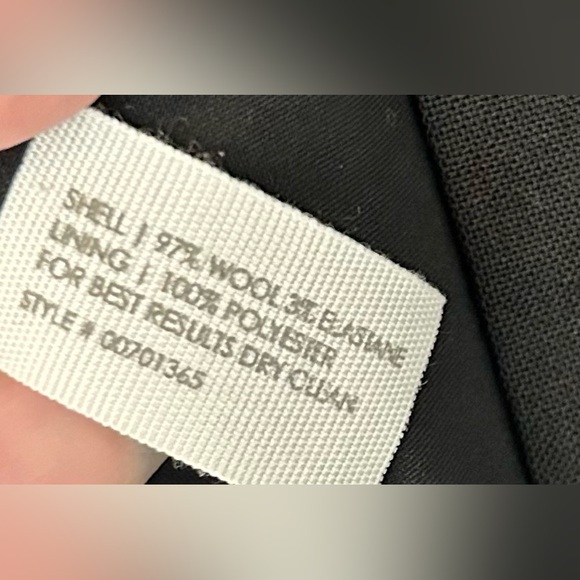 SHELL | 97% WOOL 3% ELASTANE
LINING | 100% POLYESTER
FOR BEST RESULTS DRY CLEAN
STYLE # 00701365